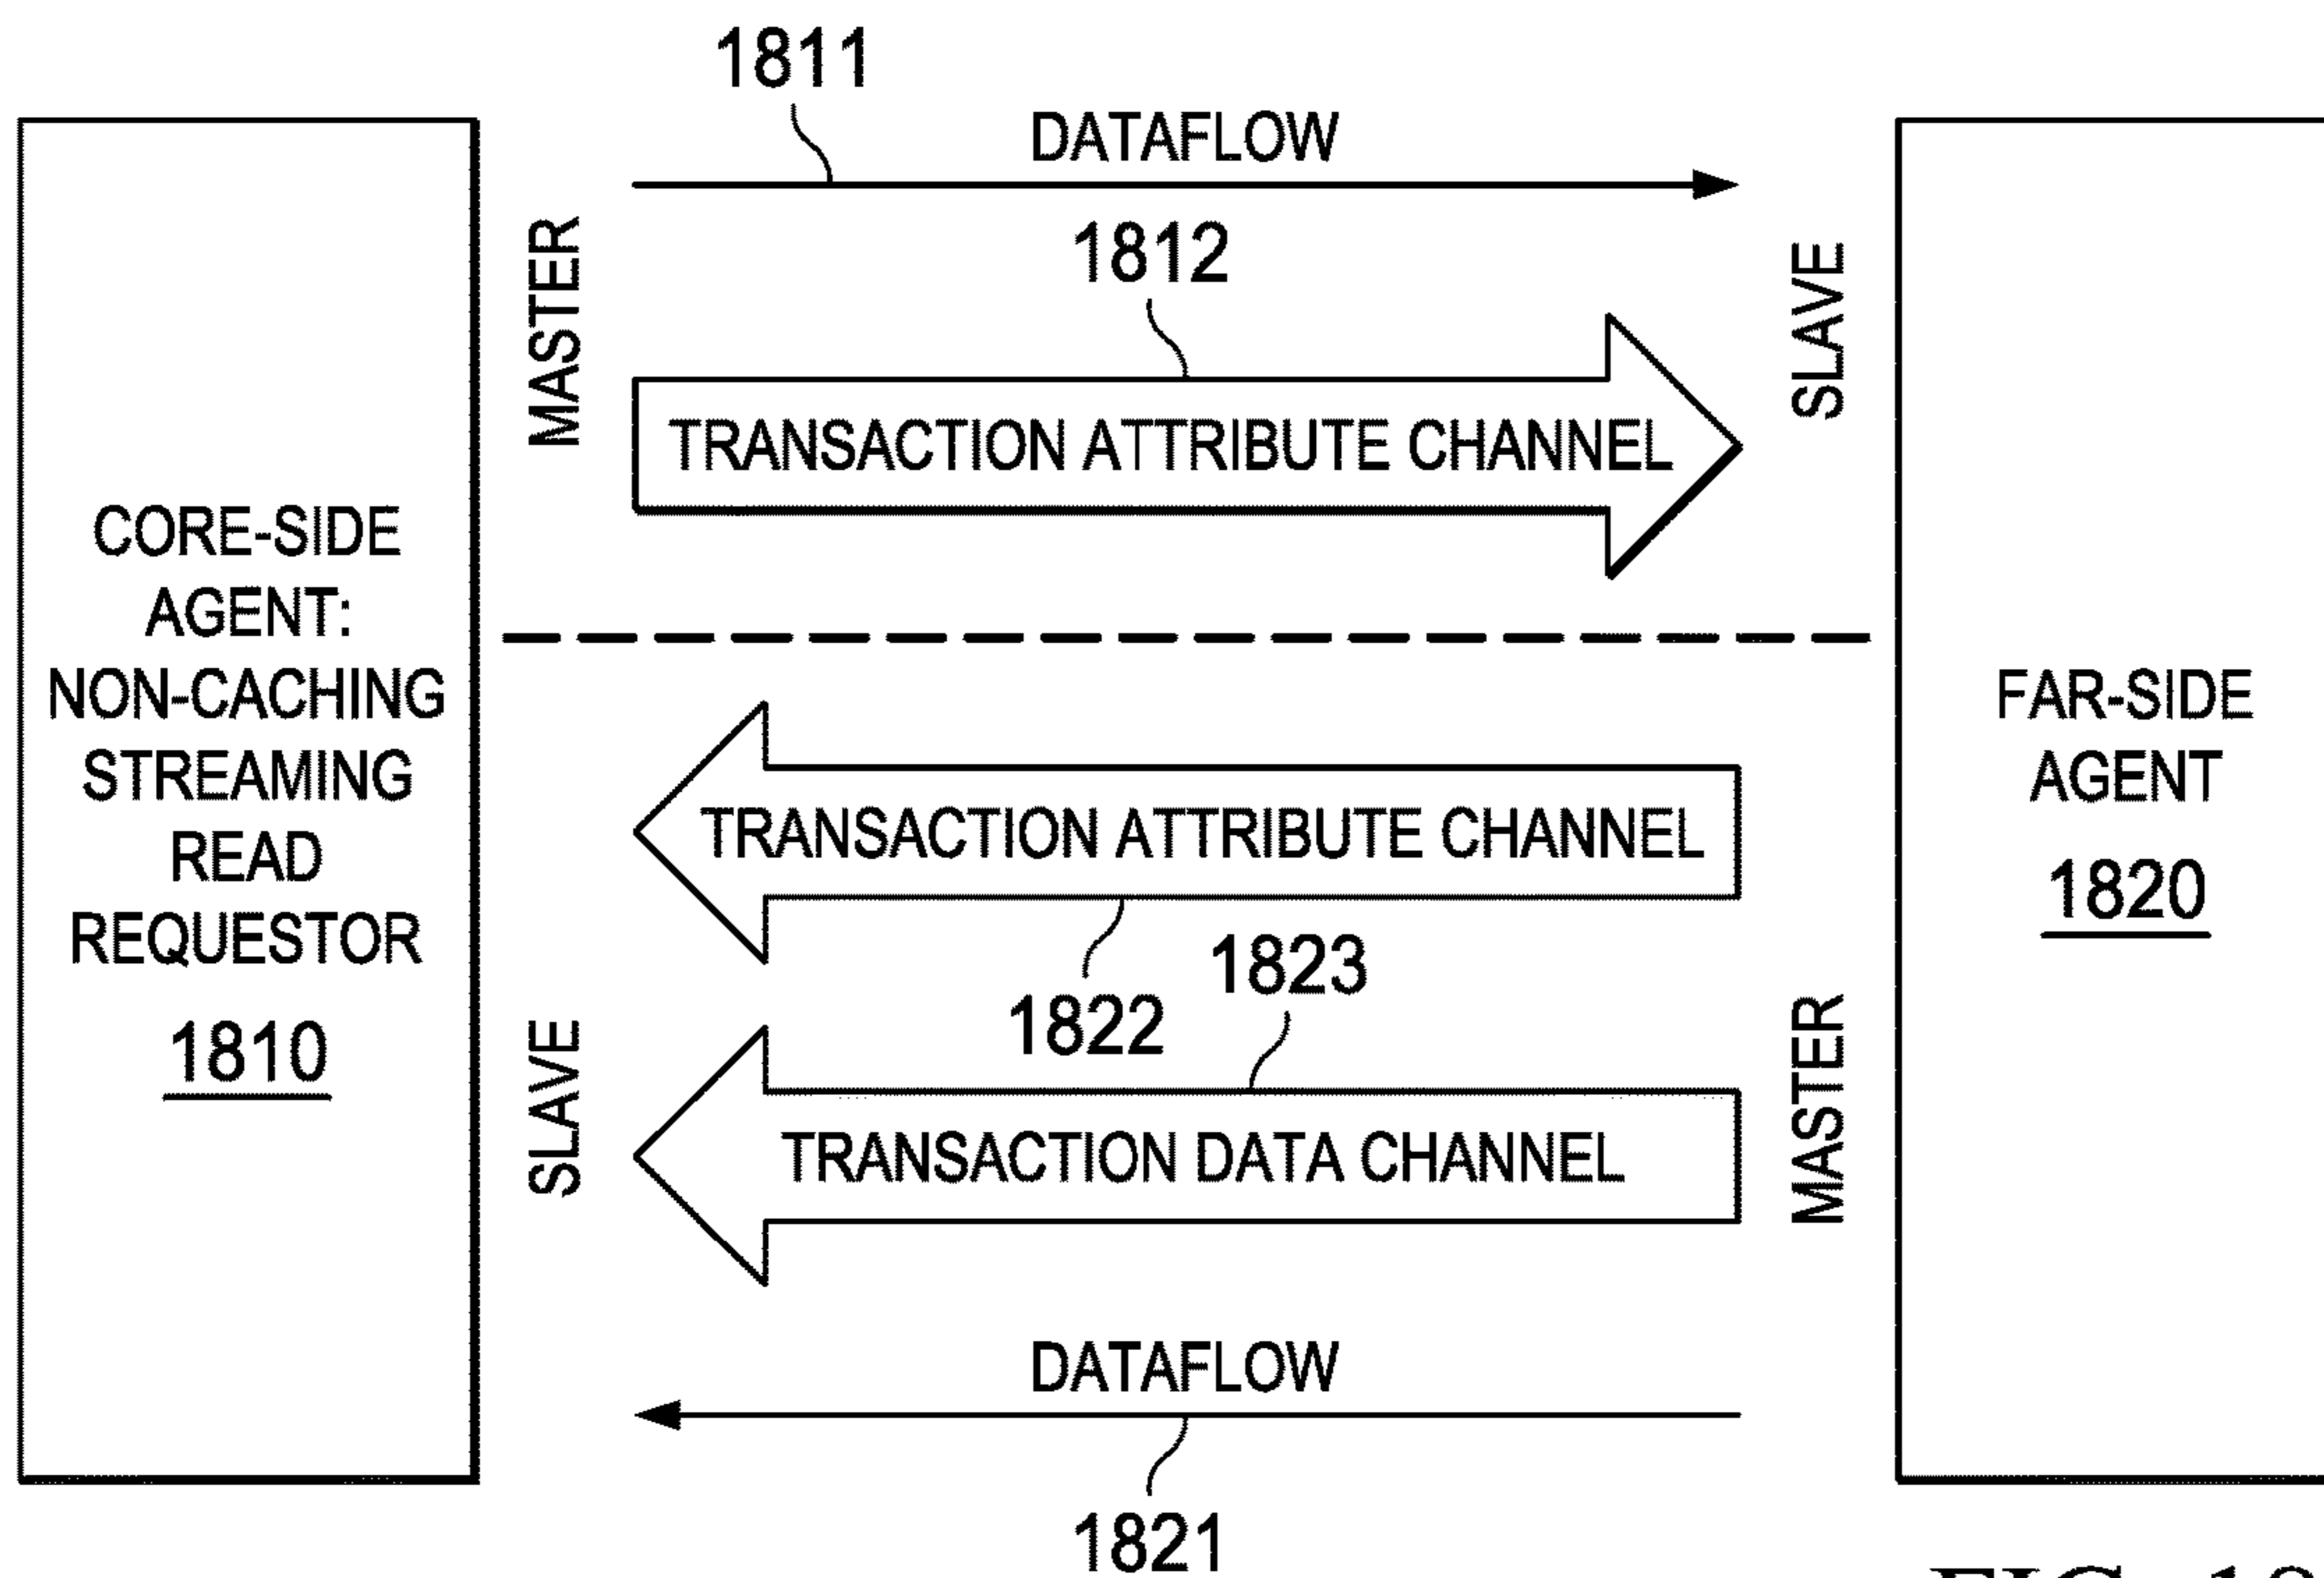 1811
DATAFLOW
1812
MASTER
SLAVE
TRANSACTION ATTRIBUTE CHANNEL
CORE-SIDE
AGENT:
NON-CACHING
STREAMING
READ
REQUESTOR
1810
FAR-SIDE
AGENT
1820
TRANSACTION ATTRIBUTE CHANNEL
1822
1823
SLAVE
MASTER
TRANSACTION DATA CHANNEL
DATAFLOW
1821